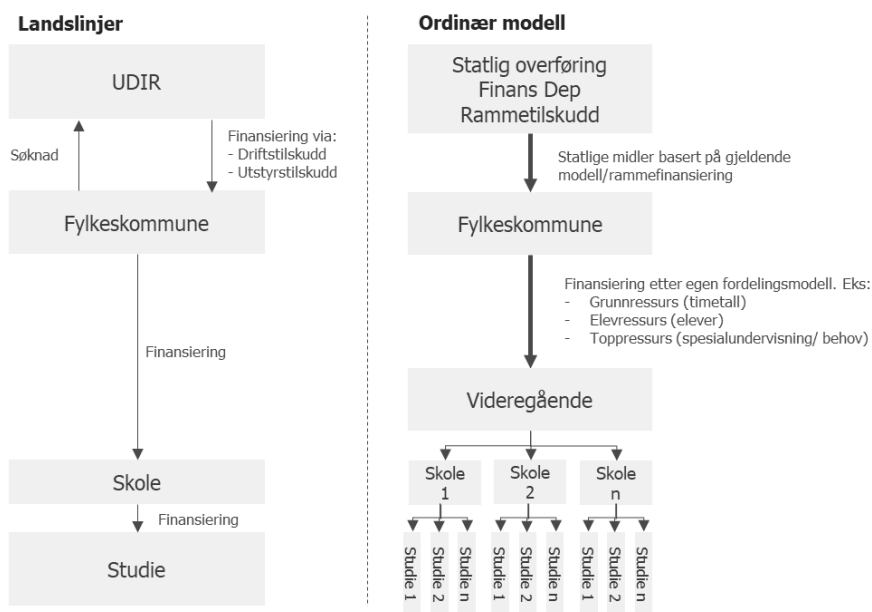 Landslinjer
UDIR
Søknad
Finansiering via:
- Driftstilskudd
- Utstyrstilskudd
Fylkeskommune
Finansiering
Skole
Finansiering
Studie
Ordinær modell
Statlig overføring
Finans Dep
Rammetilskudd
Statlige midler basert på gjeldende
modell/rammefinansiering
Fylkeskommune
Finansiering etter egen fordelingsmodell. Eks:
- Grunnressurs (timetall)
- Elevressurs (elever)
- Toppressurs (spesialundervisning/ behov)
Videregående
Skole
1
Skole
2
Skole
n
Studie 1
Studie 2
Studie n
Studie 1
Studie 2
Studie n
Studie 1
Studie 2
Studie n